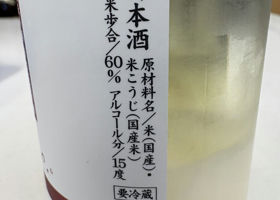 本酒
原材料名/米(国産)・
米こうじ(国産米)
米歩合/60% アルコール分/15度
要冷蔵